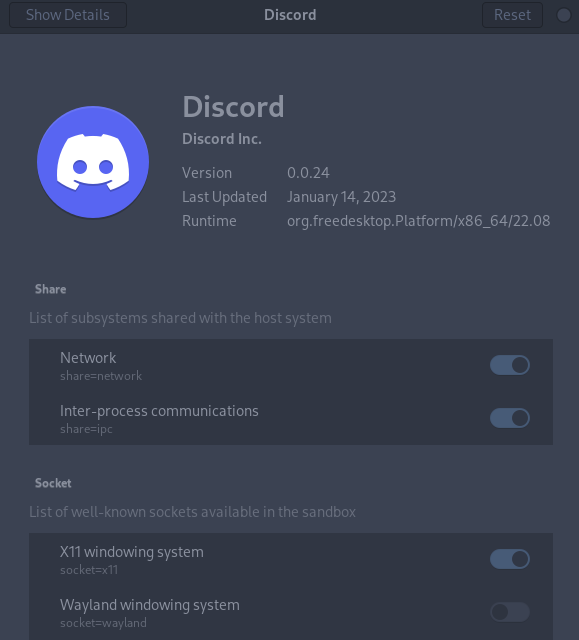 Show Details
Discord
Reset
Discord
Discord Inc.
Version 0.0.24
Last Updated January 14, 2023
Runtime org.freedesktop.Platform/x86_64/22.08
Share
List of subsystems shared with the host system
Network
share=network
Inter-process communications
share=ipc
Socket
List of well-known sockets available in the sandbox
X11 windowing system
socket=x11
Wayland windowing system
socket=wayland